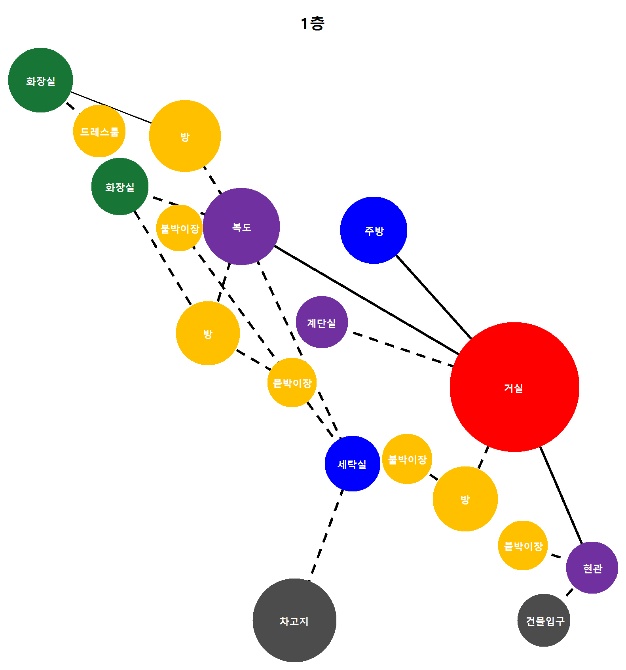 1층
화장실
드레스룸
방
화장실
붙박이장
복도
주방
계단실
방
붙박이장
거실
세탁실
붙박이장
방
붙박이장
현관
차고지
건물입구